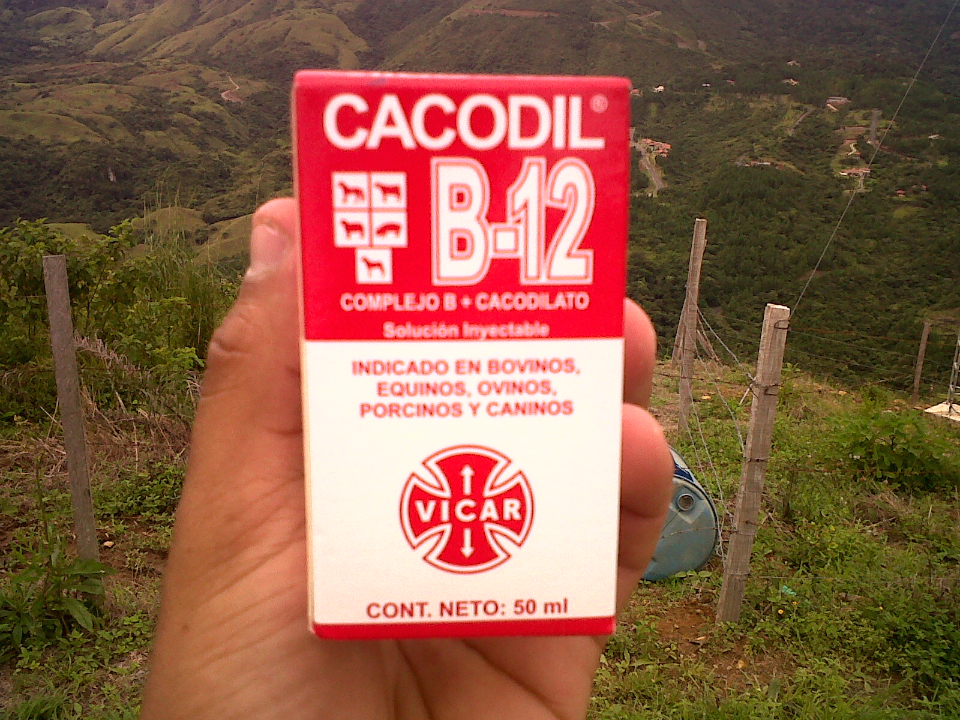 CACODIL®
B-12
COMPLEJO B + CACODILATO
Solución Inyectable
INDICADO EN BOVINOS,
EQUINOS, OVINOS,
PORCINOS Y CANINOS
VICAR
CONT. NETO: 50 ml